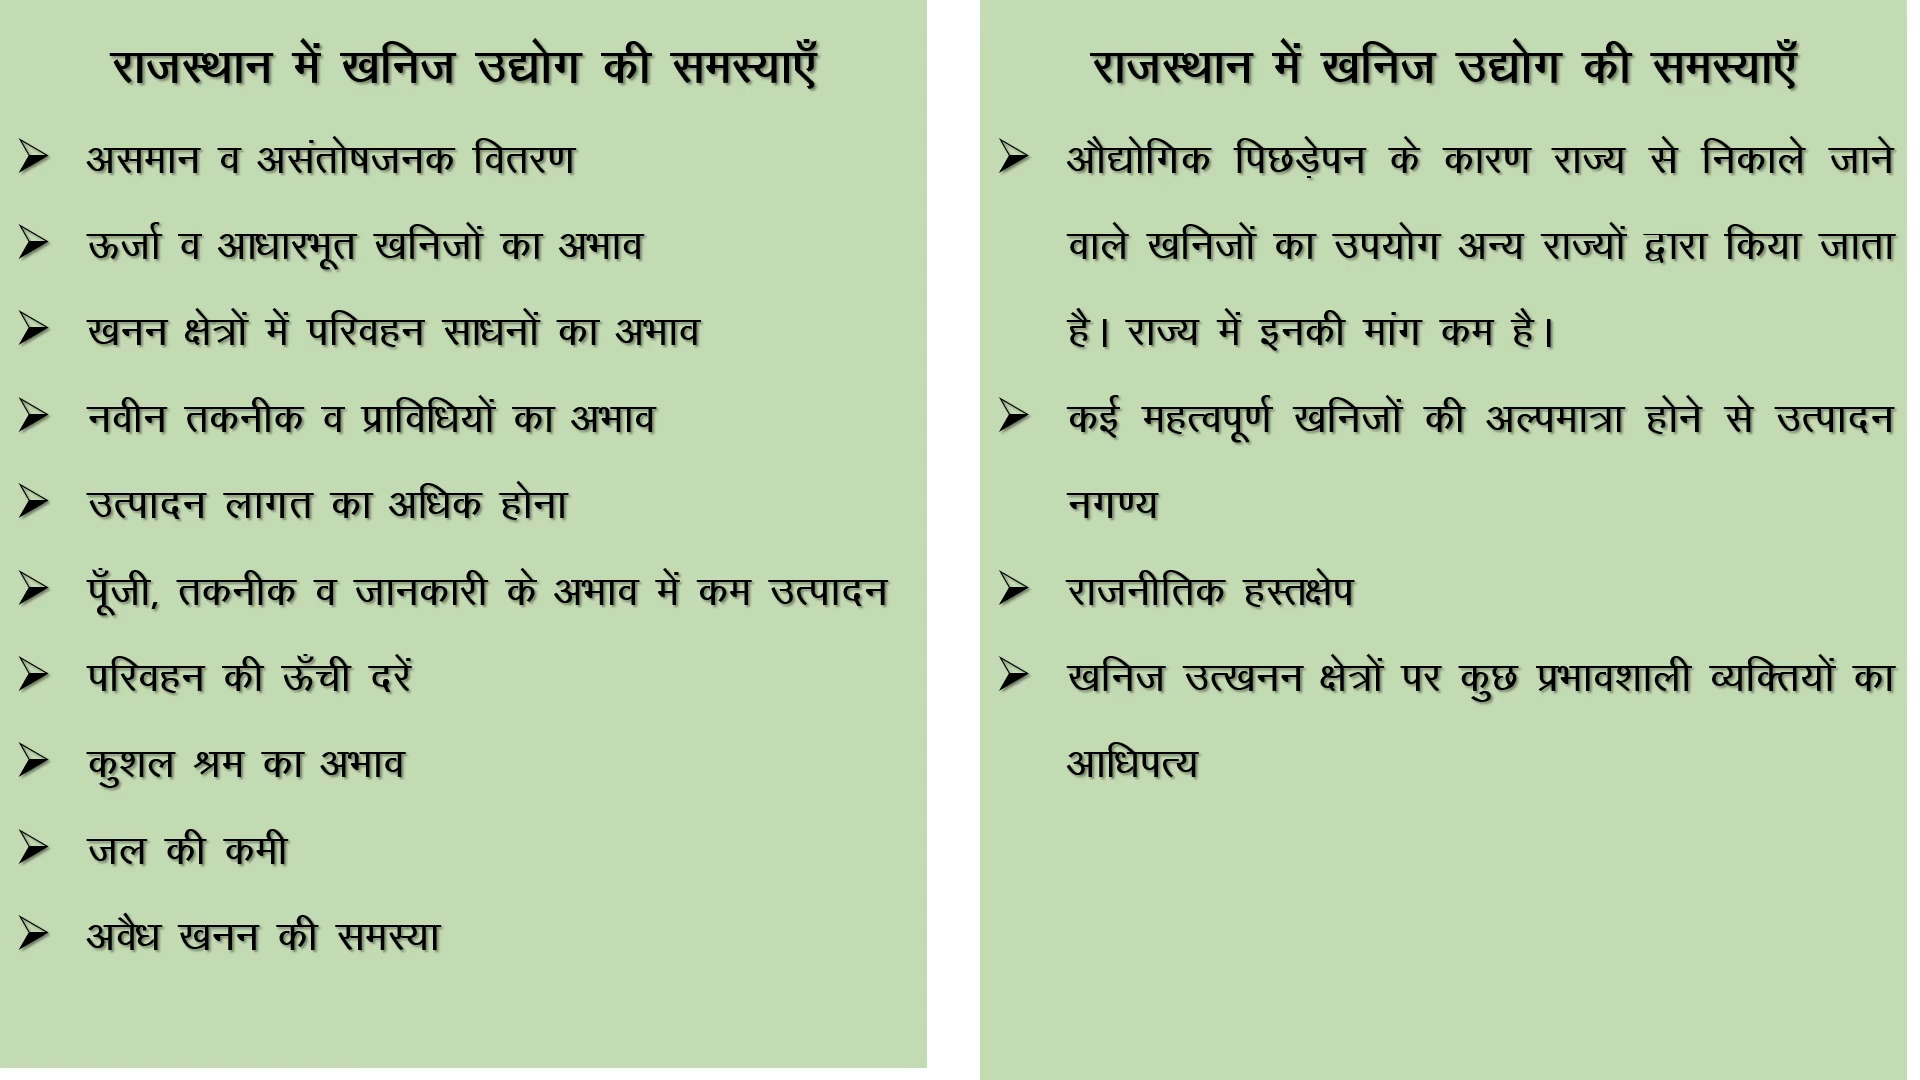 राजस्थान में खनिज उद्योग की समस्याएँ
➢ असमान व असंतोषजनक वितरण
➢ ऊर्जा व आधारभूत खनिजों का अभाव
➢ खनन क्षेत्रों में परिवहन साधनों का अभाव
➢ नवीन तकनीक व प्राविधियों का अभाव
➢ उत्पादन लागत का अधिक होना
➢ पूँजी, तकनीक व जानकारी के अभाव में कम उत्पादन
➢ परिवहन की ऊँची दरें
➢ कुशल श्रम का अभाव
➢ जल की कमी
➢ अवैध खनन की समस्या
राजस्थान में खनिज उद्योग की समस्याएँ
➢ औद्योगिक पिछड़ेपन के कारण राज्य से निकाले जाने
वाले खनिजों का उपयोग अन्य राज्यों द्वारा किया जाता
है। राज्य में इनकी मांग कम है।
➢ कई महत्वपूर्ण खनिजों की अल्पमात्रा होने से उत्पादन
नगण्य
➢ राजनीतिक हस्तक्षेप
➢ खनिज उत्खनन क्षेत्रों पर कुछ प्रभावशाली व्यक्तियों का
आधिपत्य